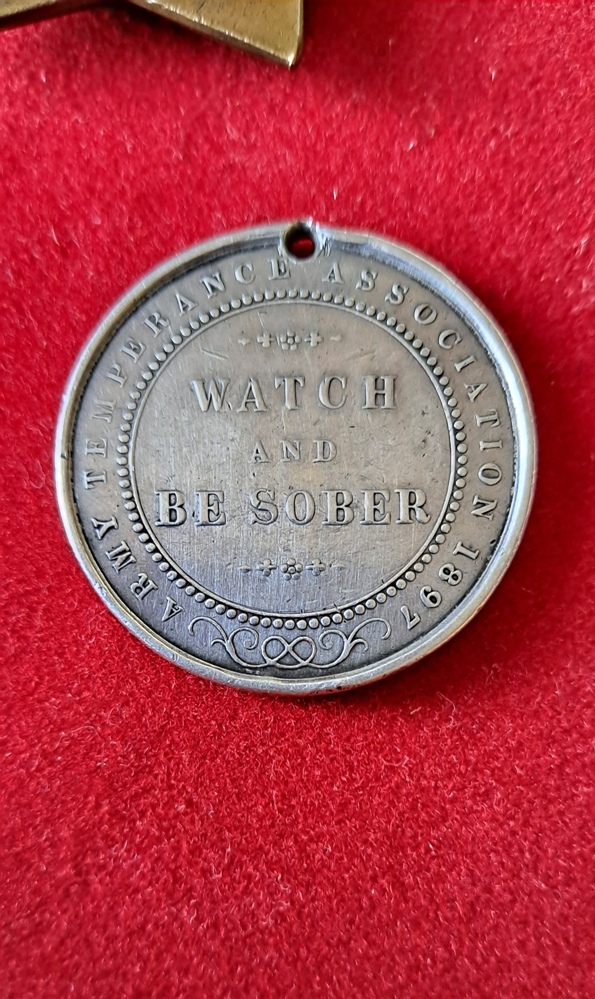 ARMY TEMPERANCE ASSOCIATION 1897
WATCH
AND
BE SOBER